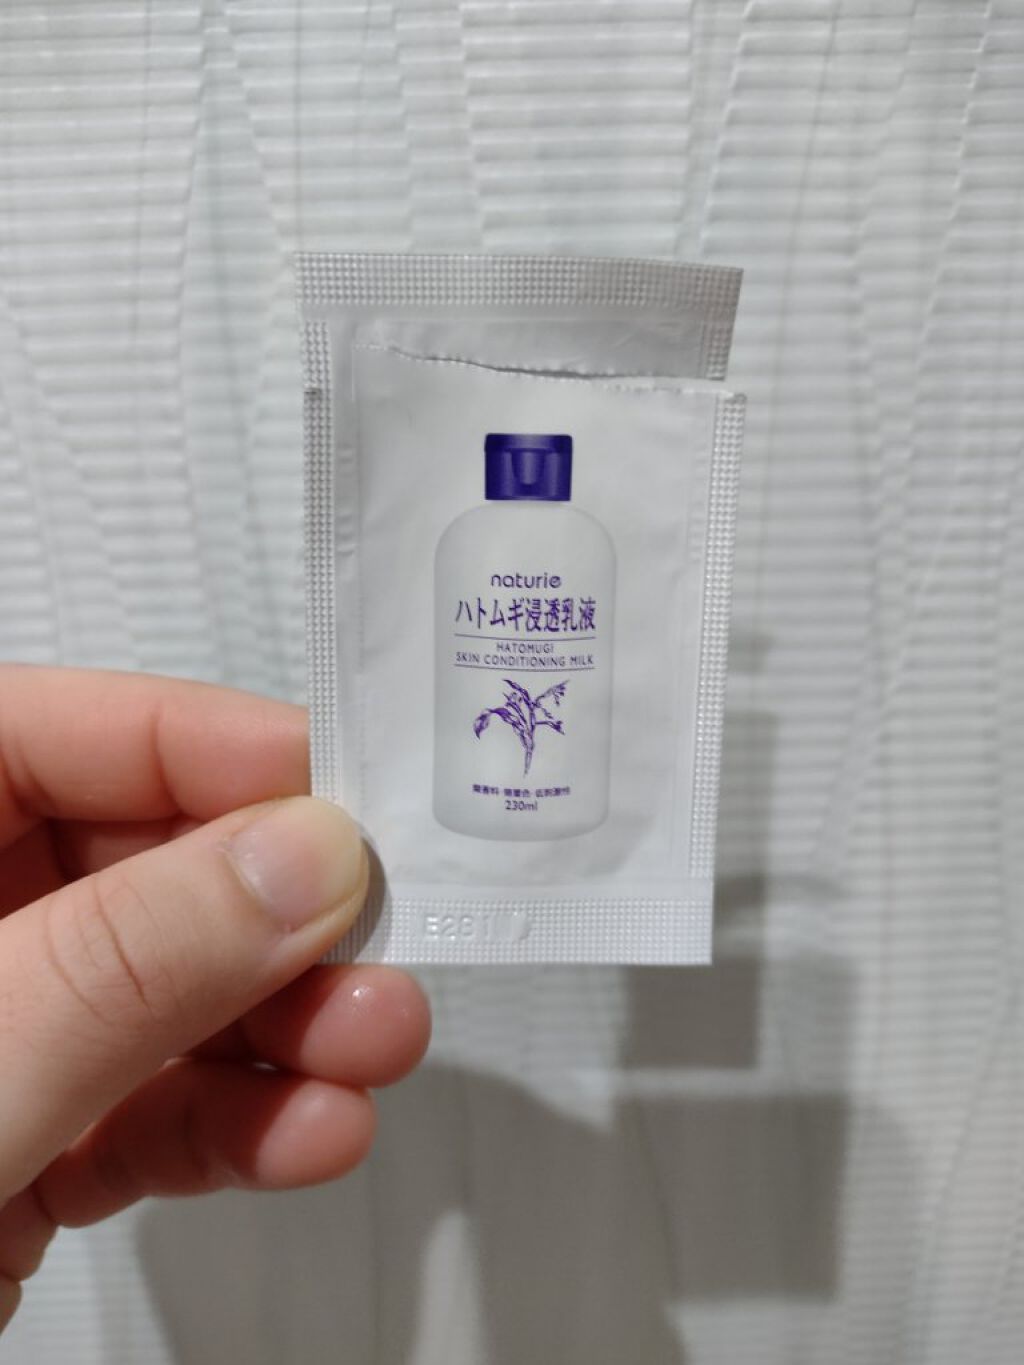 naturie
ハトムギ浸透乳液
HATOMUGI
SKIN CONDITIONING MILK
無香料・無着色・低刺激性
230ml